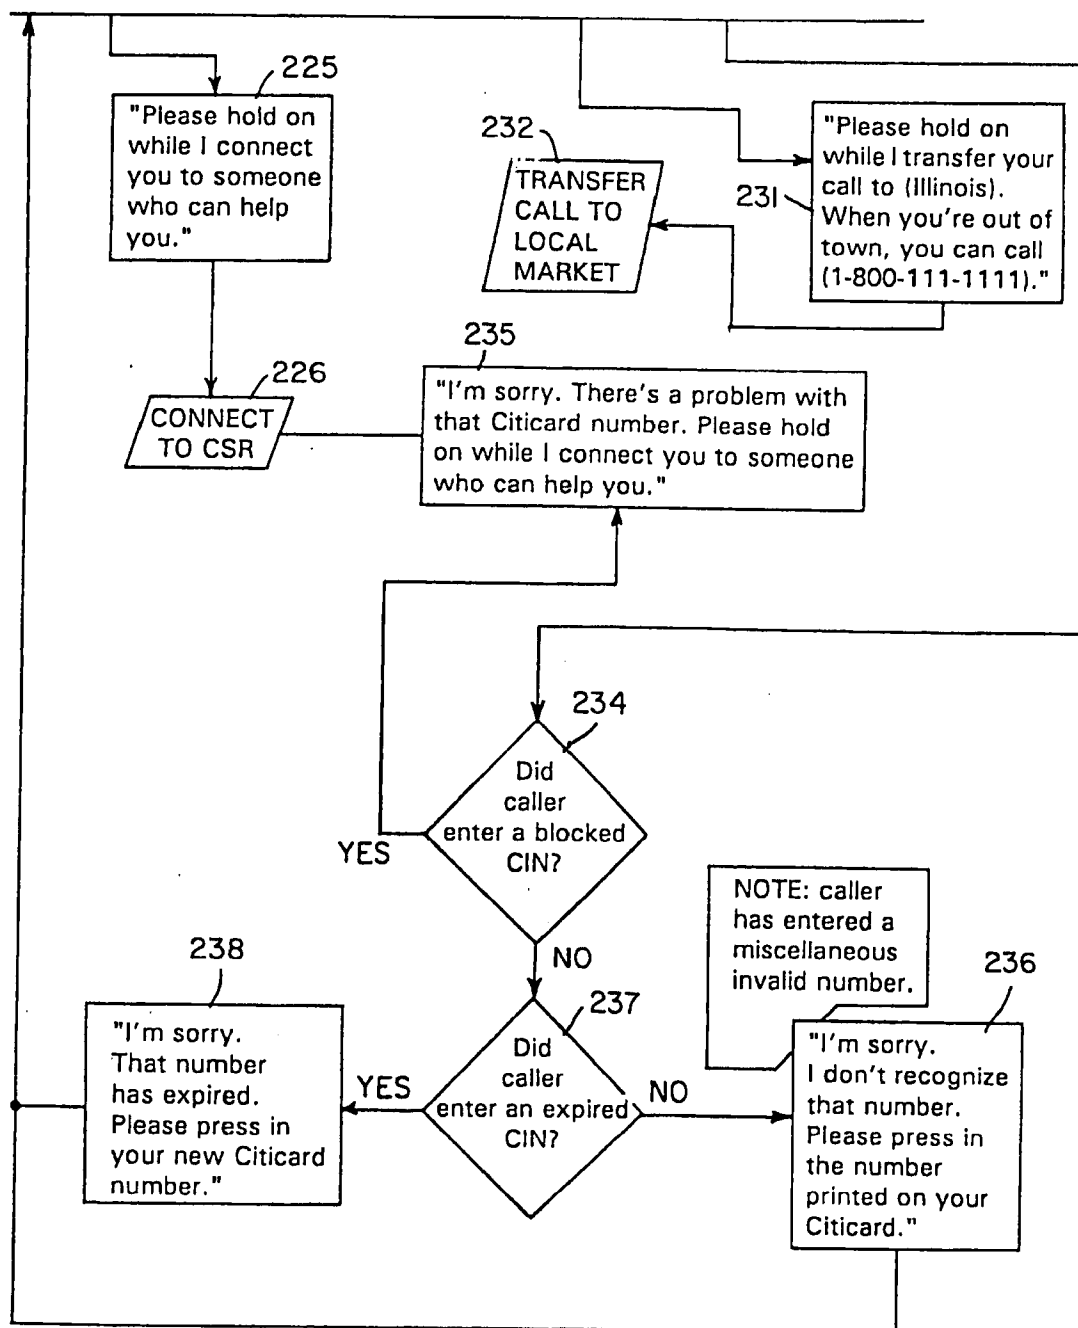 225
"Please hold on
while I connect
you to someone
who can help
you."
232
TRANSFER
CALL TO
LOCAL
MARKET
231
"Please hold on
while I transfer your
call to (Illinois).
When you're out of
town, you can call
(1-800-111-1111)."
226
CONNECT
TO CSR
235
"I'm sorry. There's a problem with
that Citicard number. Please hold
on while I connect you to someone
who can help you."
234
Did
caller
enter a blocked
CIN?
YES
NO
NOTE: caller
has entered a
miscellaneous
invalid number.
238
"I'm sorry.
That number
has expired.
Please press in
your new Citicard
number."
YES
237
Did
caller
enter an expired
CIN?
NO
236
"I'm sorry.
I don't recognize
that number.
Please press in
the number
printed on your
Citicard."